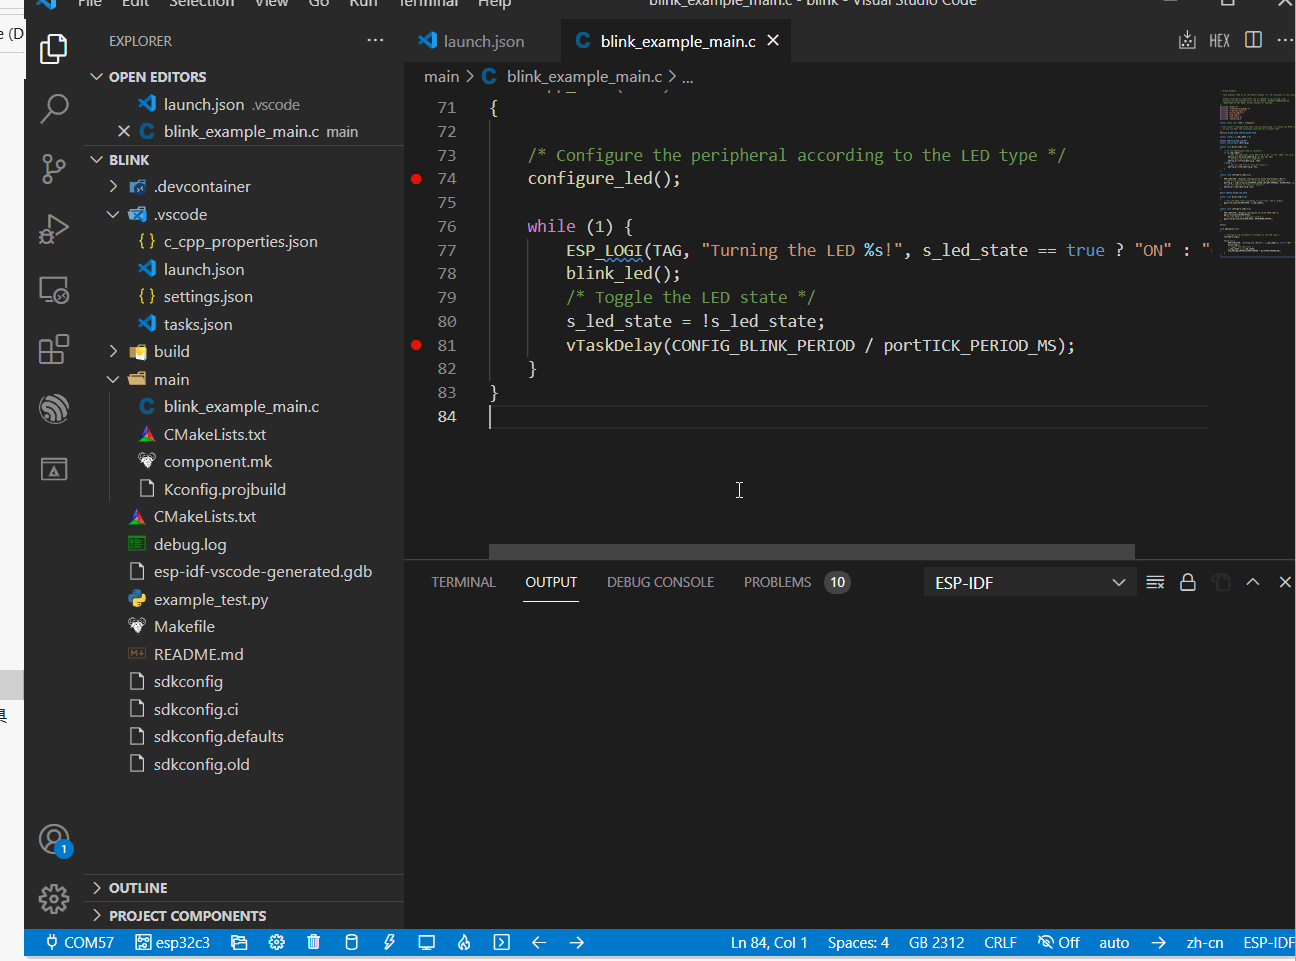 File Edit Selection View Go Run Terminal Help
blink_example_main.c - blink - Visual Studio Code
e (D
EXPLORER
OPEN EDITORS
launch.json .vscode
blink_example_main.c main
BLINK
.devcontainer
.vscode
{ } c_cpp_properties.json
launch.json
{ } settings.json
tasks.json
build
main
C blink_example_main.c
CMakeLists.txt
component.mk
Kconfig.projbuild
CMakeLists.txt
debug.log
esp-idf-vscode-generated.gdb
example_test.py
Makefile
README.md
sdkconfig
sdkconfig.ci
sdkconfig.defaults
sdkconfig.old
OUTLINE
PROJECT COMPONENTS
1
launch.json
C blink_example_main.c
HEX
main > C blink_example_main.c > ...
71 {
72
73 /* Configure the peripheral according to the LED type */
74 configure_led();
75
76 while (1) {
77 ESP_LOGI(TAG, "Turning the LED %s!", s_led_state == true ? "ON" : "
78 blink_led();
79 /* Toggle the LED state */
80 s_led_state = !s_led_state;
81 vTaskDelay(CONFIG_BLINK_PERIOD / portTICK_PERIOD_MS);
82 }
83 }
84
TERMINAL OUTPUT DEBUG CONSOLE PROBLEMS 10 ESP-IDF
COM57 esp32c3 Ln 84, Col 1 Spaces: 4 GB 2312 CRLF Off auto zh-cn ESP-IDF